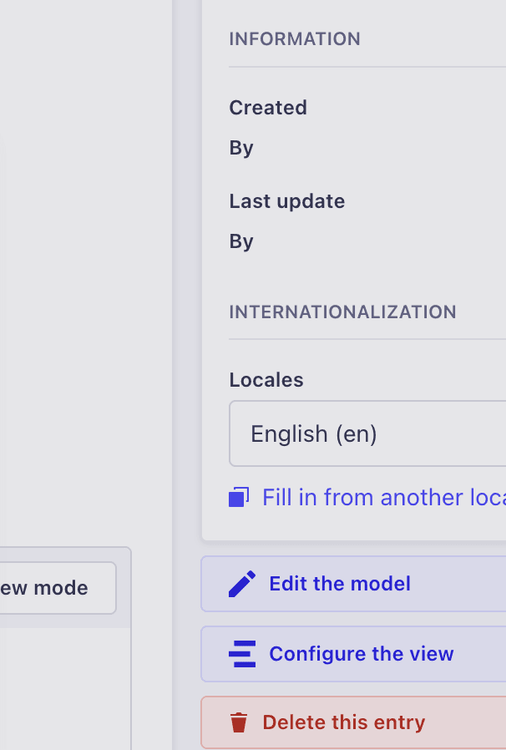 INFORMATION
Created
By
Last update
By
INTERNATIONALIZATION
Locales
English (en)
Fill in from another loca
ew mode
Edit the model
Configure the view
Delete this entry